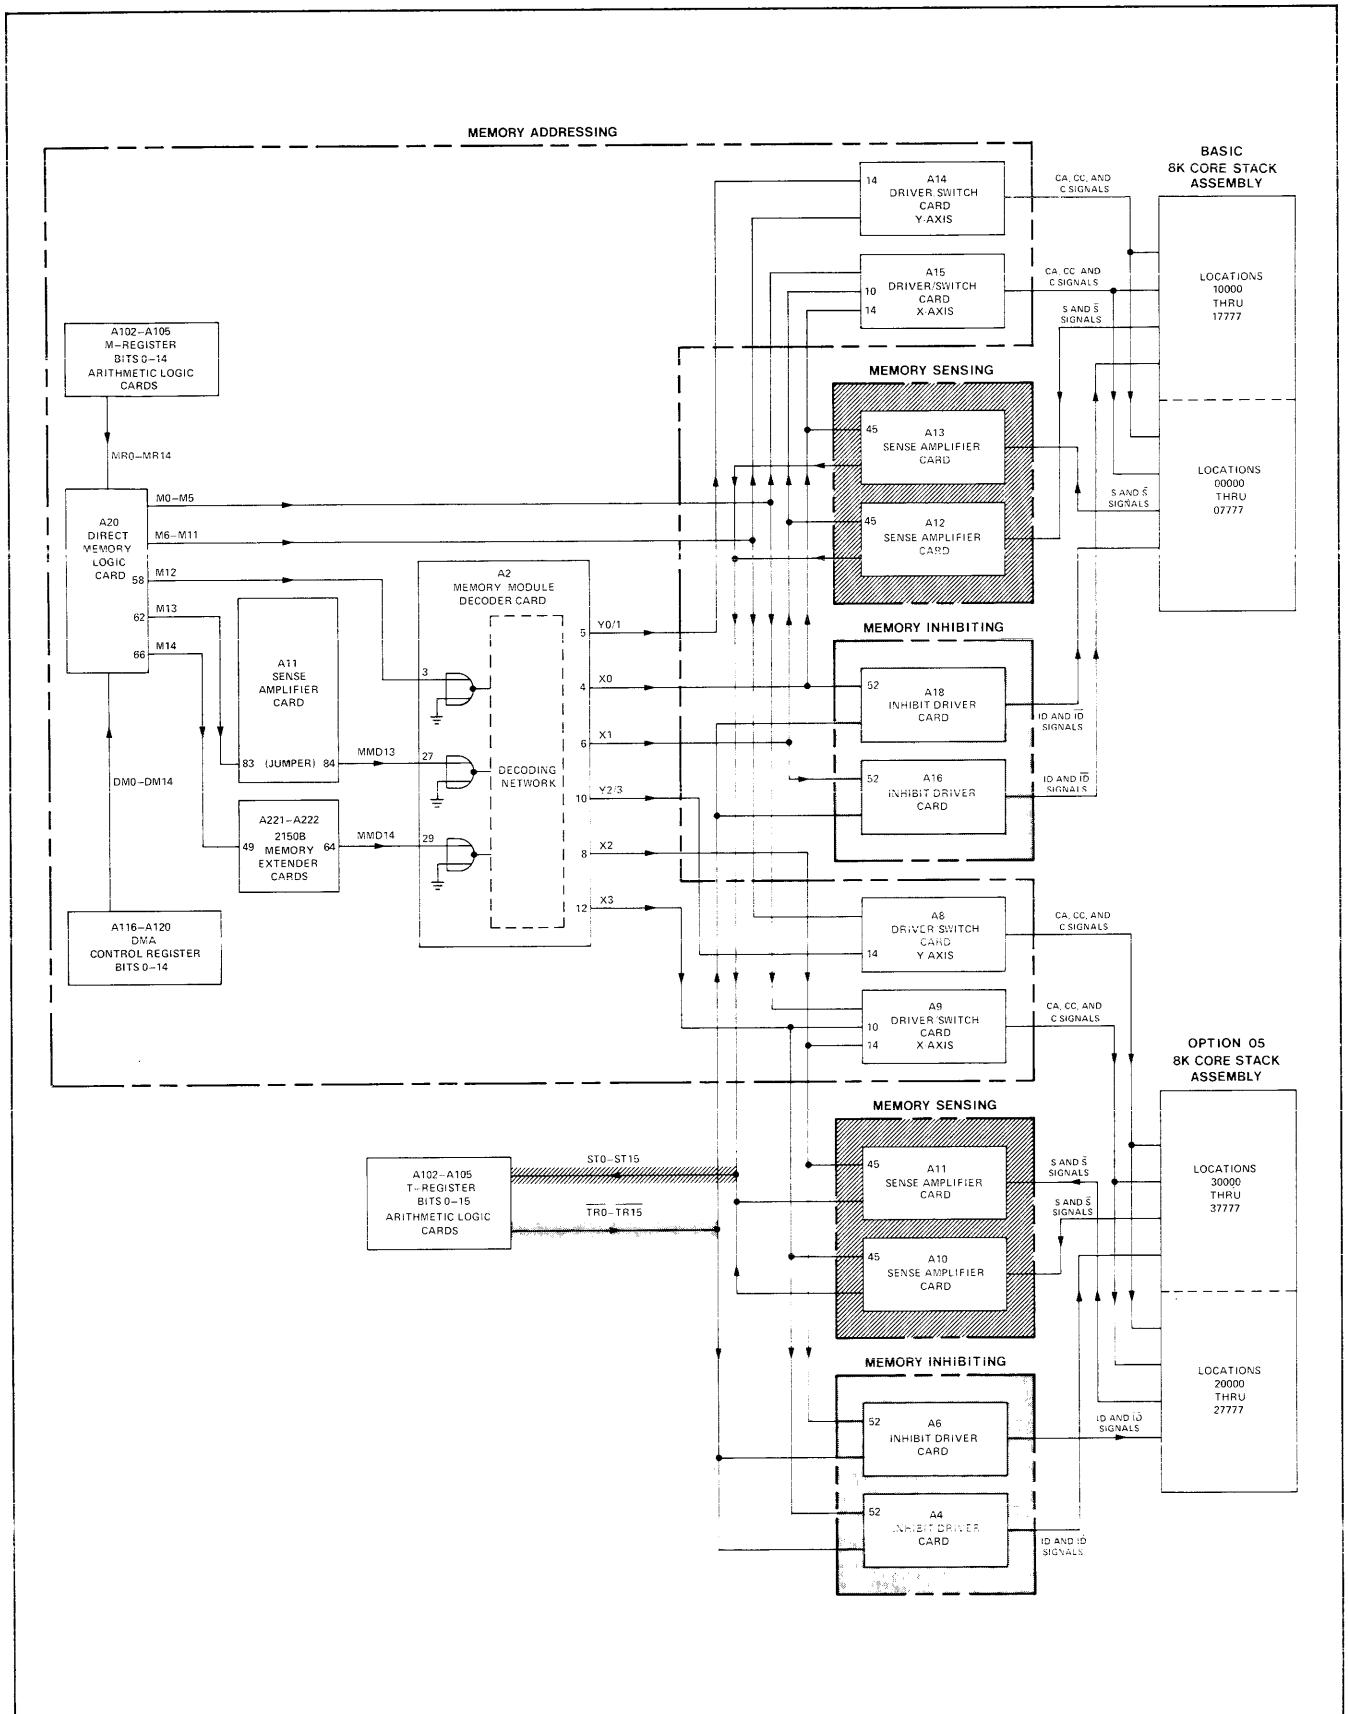 MEMORY ADDRESSING
BASIC
8K CORE STACK
ASSEMBLY
14
A14
DRIVER/SWITCH
CARD
Y-AXIS
CA, CC, AND
C SIGNALS
10
14
A15
DRIVER/SWITCH
CARD
X-AXIS
CA, CC AND
C SIGNALS
S AND S̅
SIGNALS
LOCATIONS
10000
THRU
17777
A102–A105
M–REGISTER
BITS 0–14
ARITHMETIC LOGIC
CARDS
MR0–MR14
MEMORY SENSING
45
A13
SENSE AMPLIFIER
CARD
45
A12
SENSE AMPLIFIER
CARD
S AND S̅
SIGNALS
LOCATIONS
00000
THRU
07777
A20
DIRECT
MEMORY
LOGIC
CARD
58
62
66
M0–M5
M6–M11
M12
M13
M14
A11
SENSE
AMPLIFIER
CARD
83 (JUMPER) 84
MMD13
A221–A222
2150B
MEMORY
EXTENDER
CARDS
49
64
MMD14
DM0–DM14
A116–A120
DMA
CONTROL REGISTER
BITS 0–14
A2
MEMORY MODULE
DECODER CARD
3
27
29
DECODING
NETWORK
5 Y0/1
4 X0
6 X1
10 Y2/3
8 X2
12 X3
MEMORY INHIBITING
52
A18
INHIBIT DRIVER
CARD
ID AND I̅D̅
SIGNALS
52
A16
INHIBIT DRIVER
CARD
ID AND I̅D̅
SIGNALS
14
A8
DRIVER SWITCH
CARD
Y AXIS
CA, CC, AND
C SIGNALS
10
14
A9
DRIVER/SWITCH
CARD
X AXIS
CA, CC, AND
C SIGNALS
OPTION 05
8K CORE STACK
ASSEMBLY
MEMORY SENSING
45
A11
SENSE AMPLIFIER
CARD
S AND S̅
SIGNALS
45
A10
SENSE AMPLIFIER
CARD
S AND S̅
SIGNALS
LOCATIONS
30000
THRU
37777
A102–A105
T–REGISTER
BITS 0–15
ARITHMETIC LOGIC
CARDS
ST0–ST15
T̅R̅0̅–T̅R̅1̅5̅
MEMORY INHIBITING
52
A6
INHIBIT DRIVER
CARD
ID AND I̅D̅
SIGNALS
52
A4
INHIBIT DRIVER
CARD
ID AND I̅D̅
SIGNALS
LOCATIONS
20000
THRU
27777